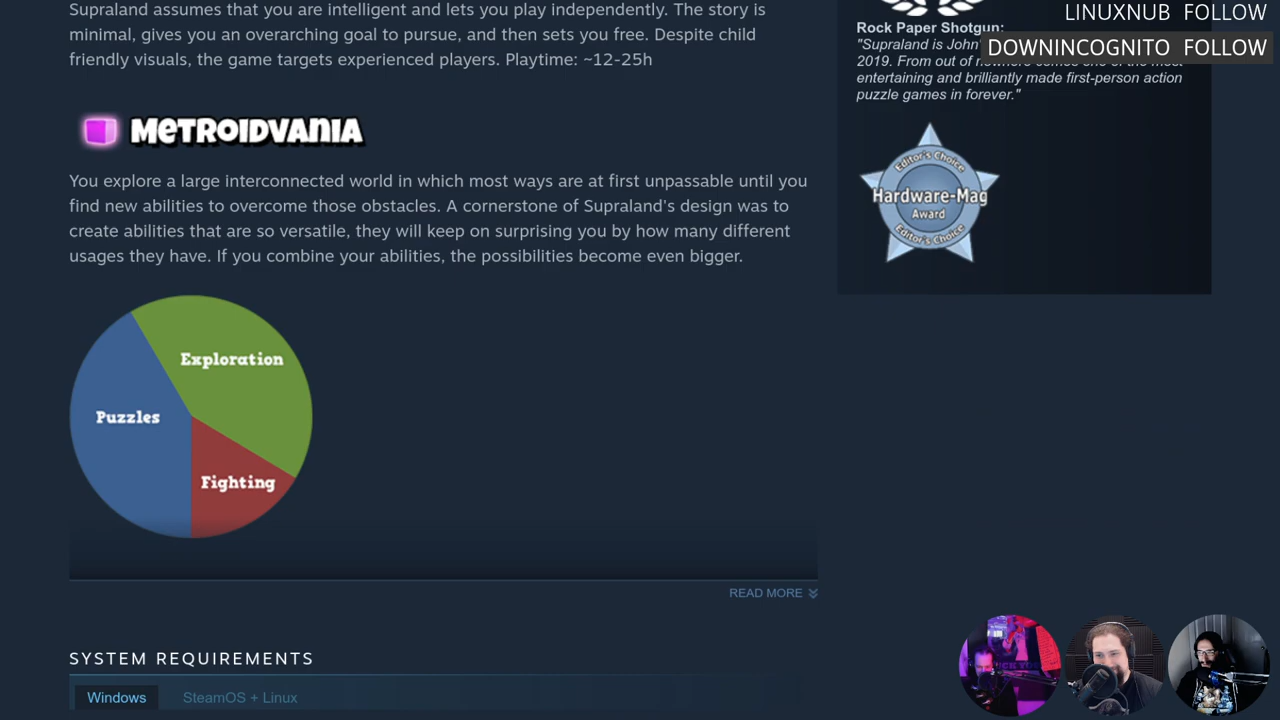 Supraland assumes that you are intelligent and lets you play independently. The story is
minimal, gives you an overarching goal to pursue, and then sets you free. Despite child
friendly visuals, the game targets experienced players. Playtime: ~12-25h
METROIDVANIA
You explore a large interconnected world in which most ways are at first unpassable until you
find new abilities to overcome those obstacles. A cornerstone of Supraland's design was to
create abilities that are so versatile, they will keep on surprising you by how many different
usages they have. If you combine your abilities, the possibilities become even bigger.
Exploration
Puzzles
Fighting
READ MORE
SYSTEM REQUIREMENTS
Windows
SteamOS + Linux
LINUXNUB FOLLOW
DOWNINCOGNITO FOLLOW
Rock Paper Shotgun:
"Supraland is John
2019. From out of
entertaining and brilliantly made first-person action
puzzle games in forever."
Editor's Choice
Hardware-Mag
Award
Editor's Choice